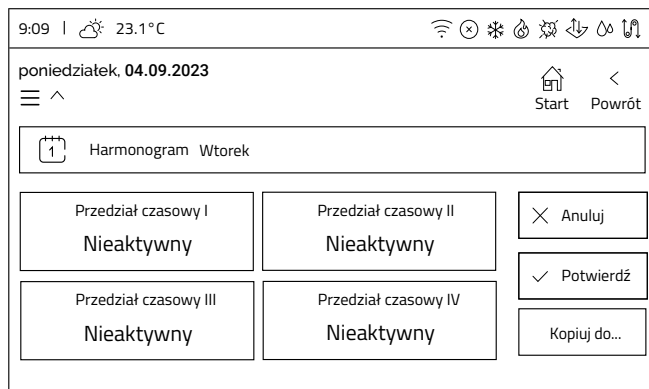 9:09 | 23.1°C
poniedziałek, 04.09.2023
Start Powrót
1 Harmonogram Wtorek
Przedział czasowy I
Nieaktywny
Przedział czasowy II
Nieaktywny
Anuluj
Przedział czasowy III
Nieaktywny
Przedział czasowy IV
Nieaktywny
Potwierdź
Kopiuj do...